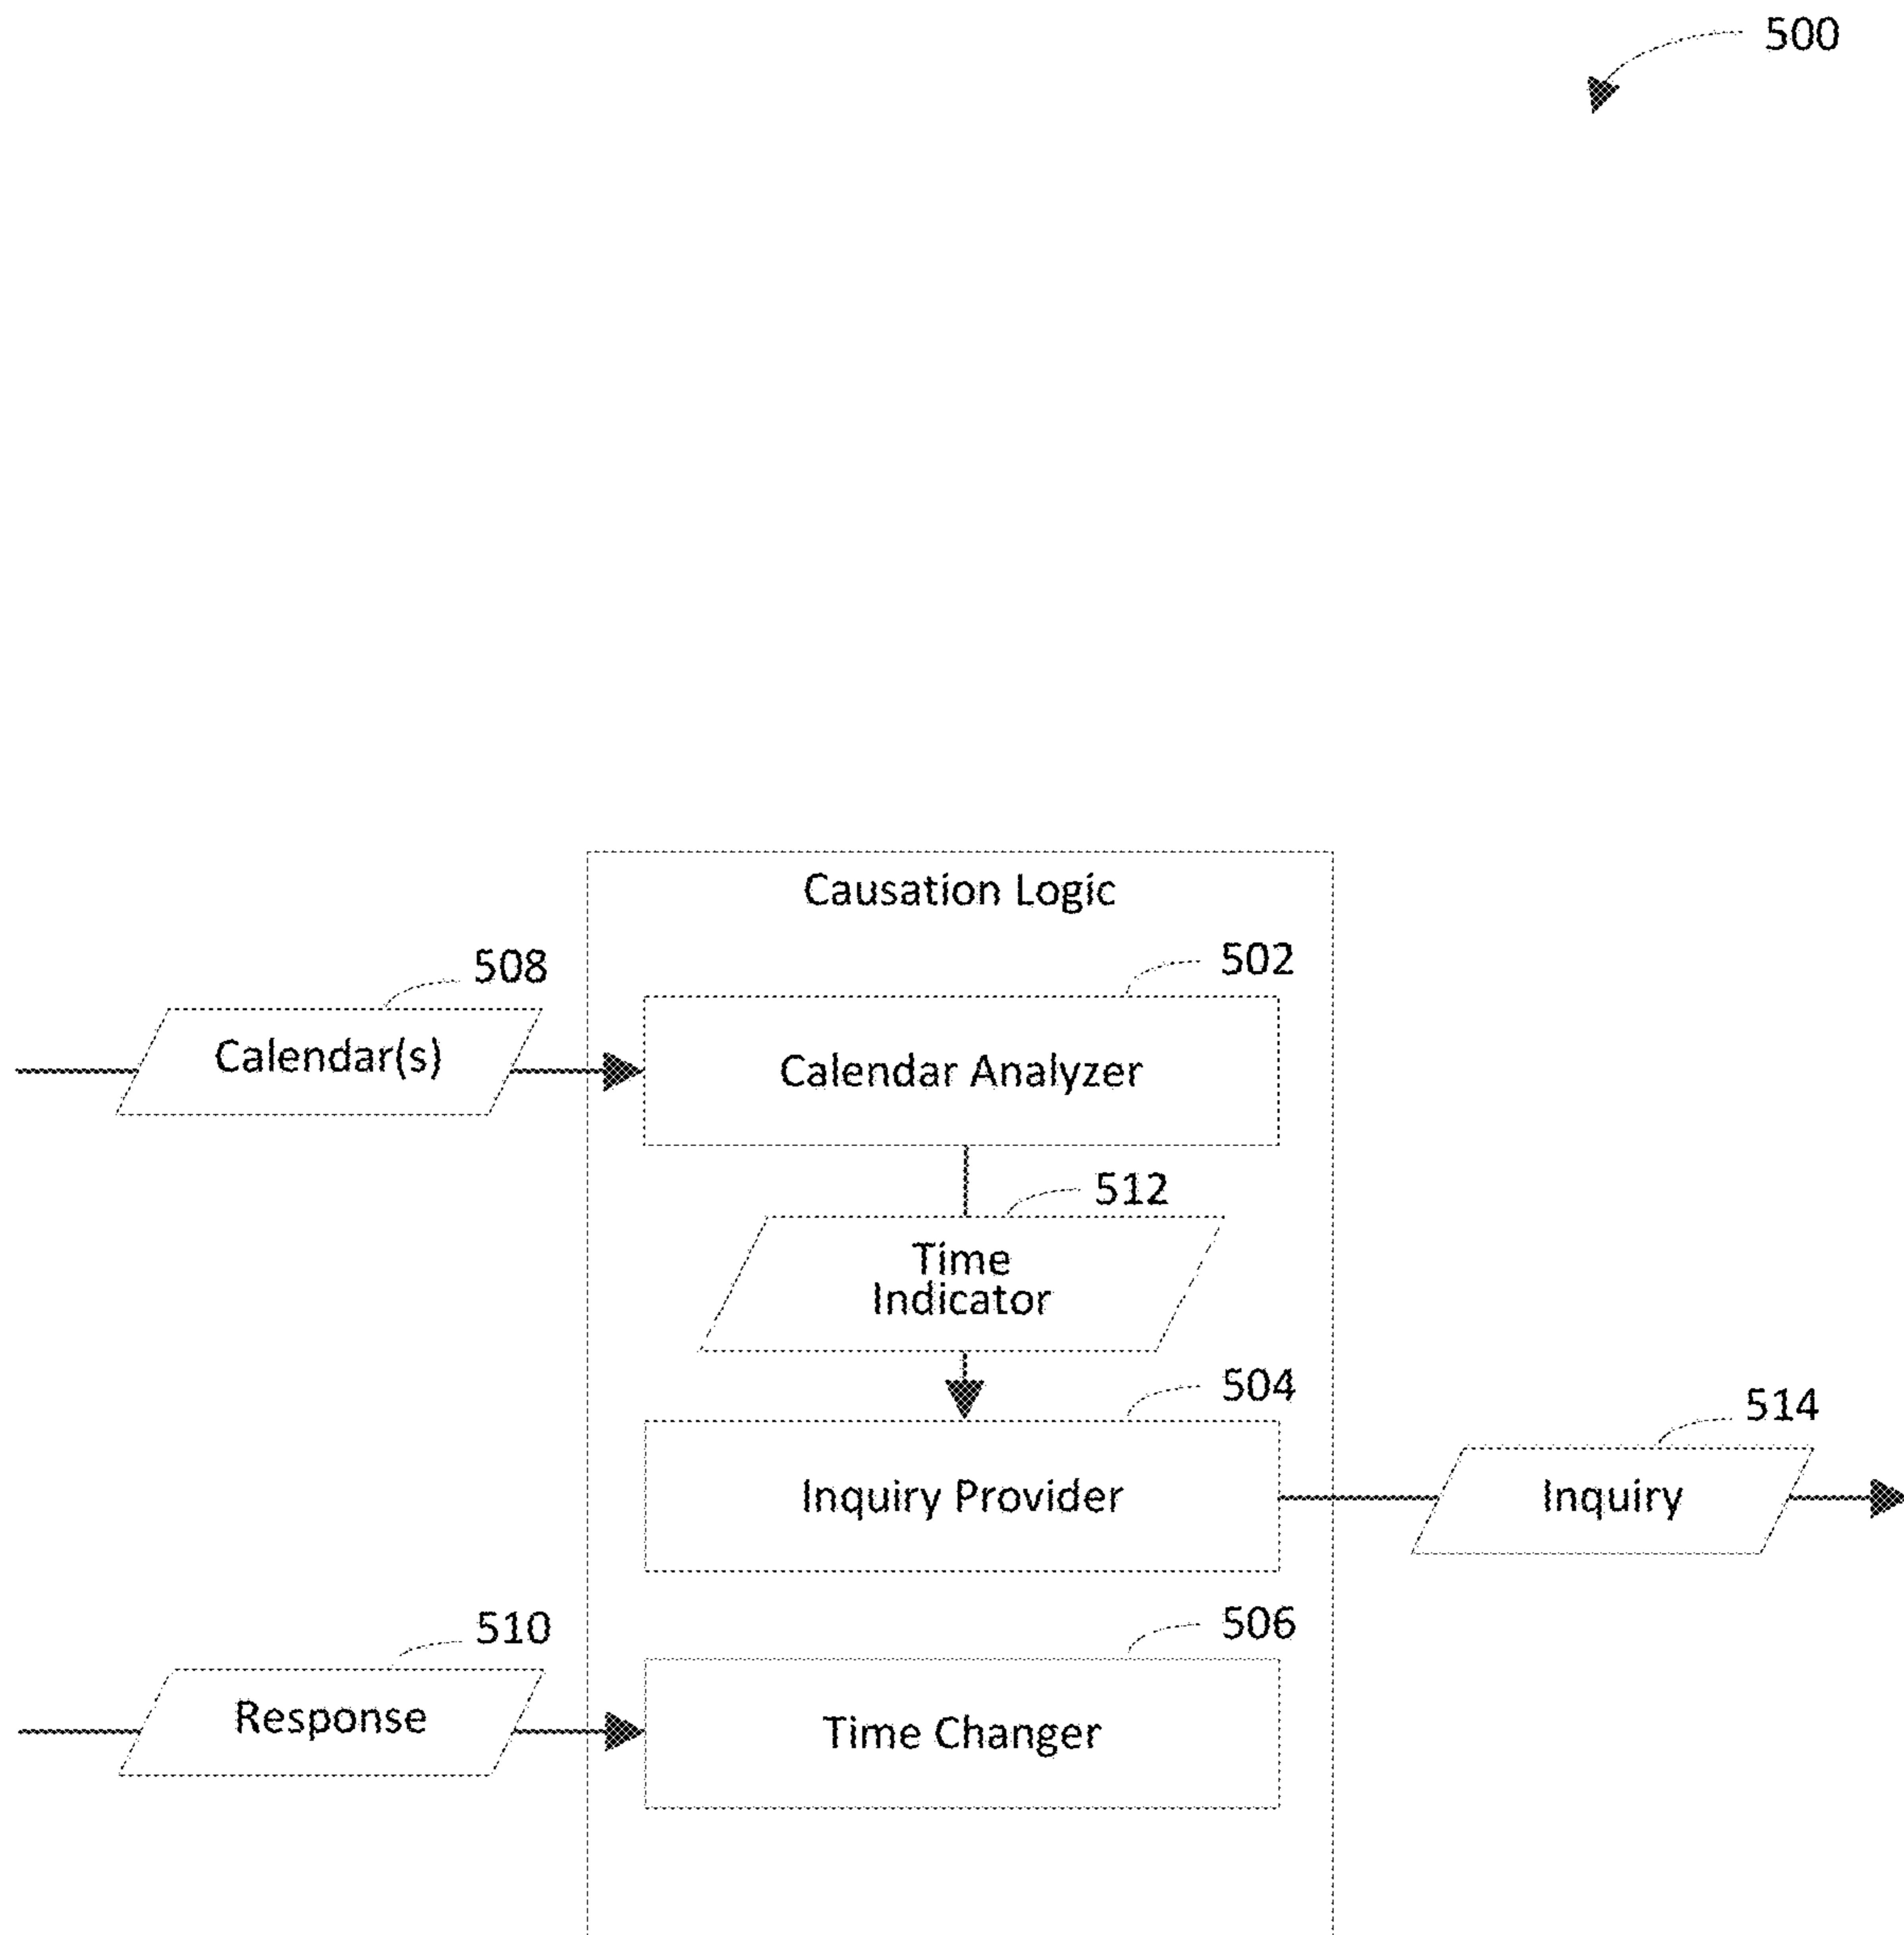 500
Causation Logic
508
502
Calendar(s)
Calendar Analyzer
512
Time
Indicator
504
514
Inquiry Provider
Inquiry
510
506
Response
Time Changer